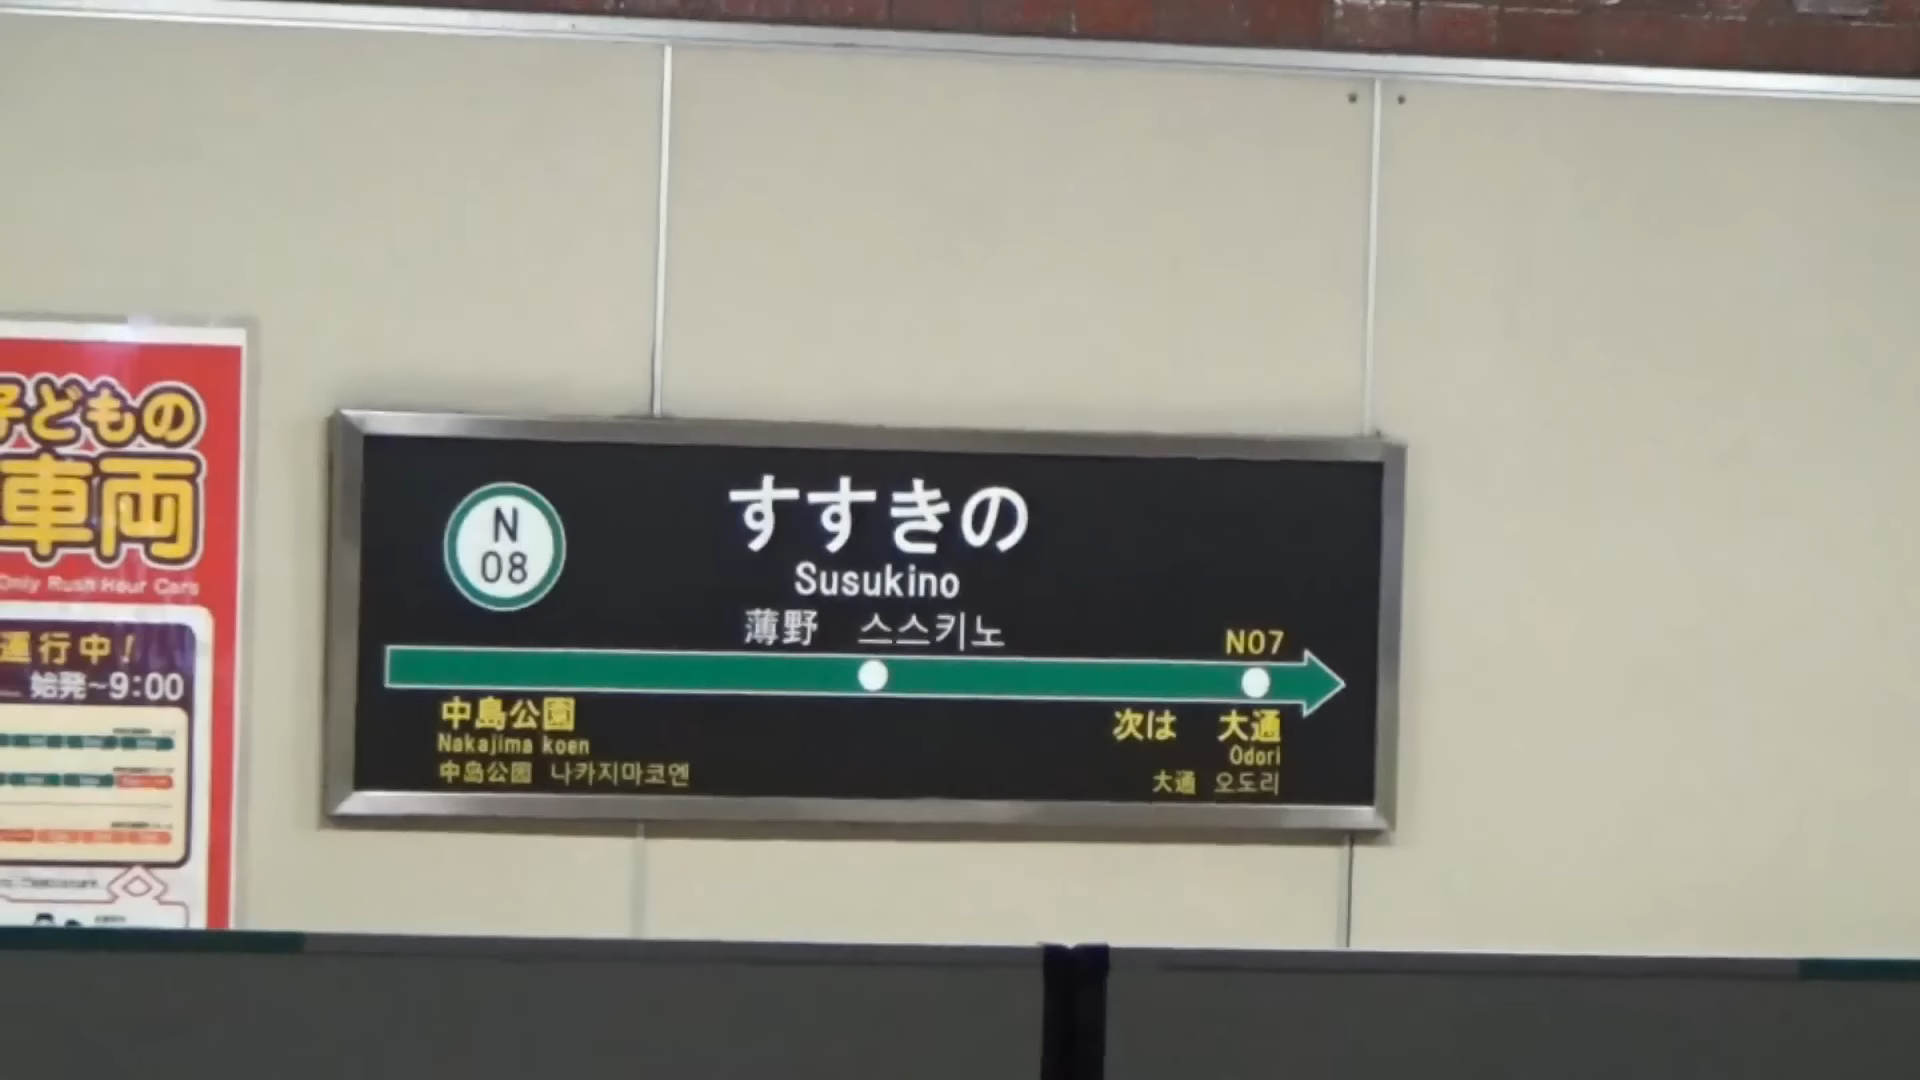 子どもの
車両
Only Rush Hour Cars
運行中!
始発~9:00
N
08
すすきの
Susukino
薄野 스스키노
N07
中島公園
Nakajima koen
中岛公园 나카지마코엔
次は 大通
Odori
大通 오도리